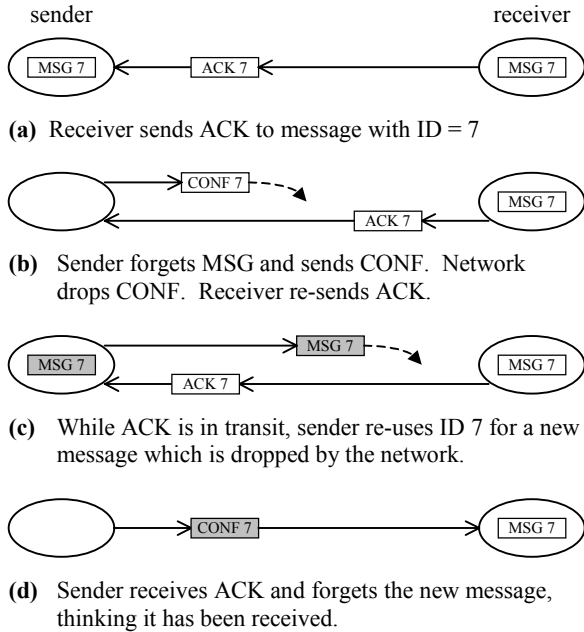 sender receiver
MSG 7 ACK 7 MSG 7
(a) Receiver sends ACK to message with ID = 7
CONF 7
MSG 7
ACK 7
(b) Sender forgets MSG and sends CONF. Network
drops CONF. Receiver re-sends ACK.
MSG 7
MSG 7 MSG 7
ACK 7
(c) While ACK is in transit, sender re-uses ID 7 for a new
message which is dropped by the network.
CONF 7 MSG 7
(d) Sender receives ACK and forgets the new message,
thinking it has been received.